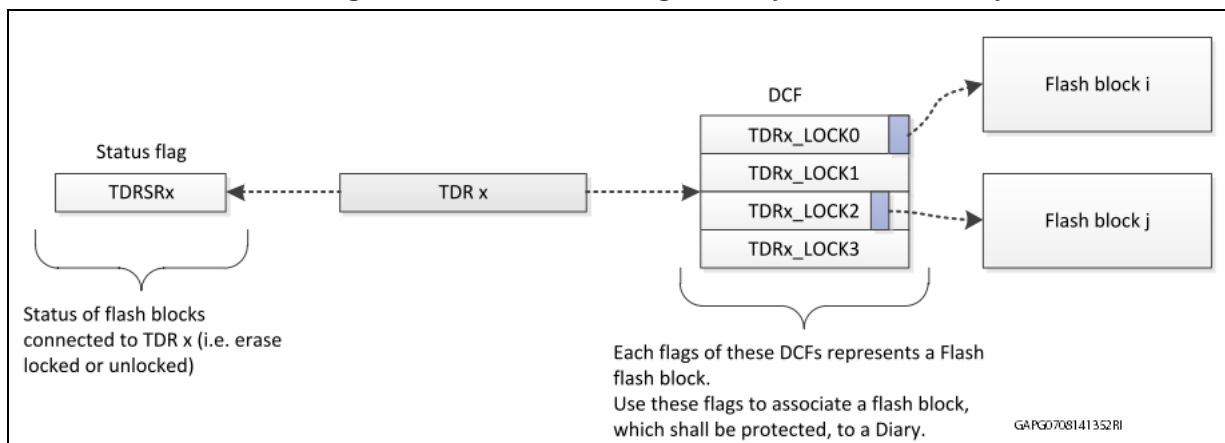 DCF
Flash block i
TDRx_LOCK0
Status flag
TDRSRx
TDR x
TDRx_LOCK1
TDRx_LOCK2
Flash block j
TDRx_LOCK3
Status of flash blocks
connected to TDR x (i.e. erase
locked or unlocked)
Each flags of these DCFs represents a Flash
flash block.
Use these flags to associate a flash block,
which shall be protected, to a Diary.
GAPG0708141352RI